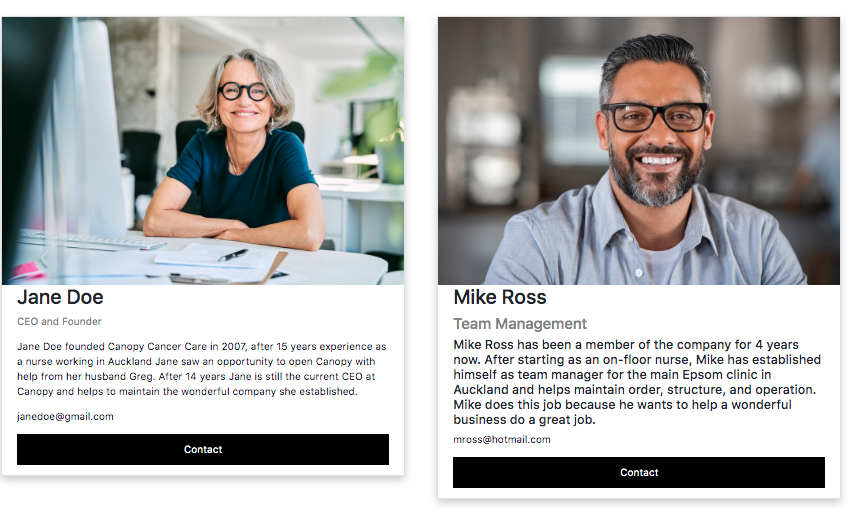 Jane Doe
CEO and Founder
Jane Doe founded Canopy Cancer Care in 2007, after 15 years experience as
a nurse working in Auckland Jane saw an opportunity to open Canopy with
help from her husband Greg. After 14 years Jane is still the current CEO at
Canopy and helps to maintain the wonderful company she established.
janedoe@gmail.com
Contact
Mike Ross
Team Management
Mike Ross has been a member of the company for 4 years
now. After starting as an on-floor nurse, Mike has established
himself as team manager for the main Epsom clinic in
Auckland and helps maintain order, structure, and operation.
Mike does this job because he wants to help a wonderful
business do a great job.
mross@hotmail.com
Contact